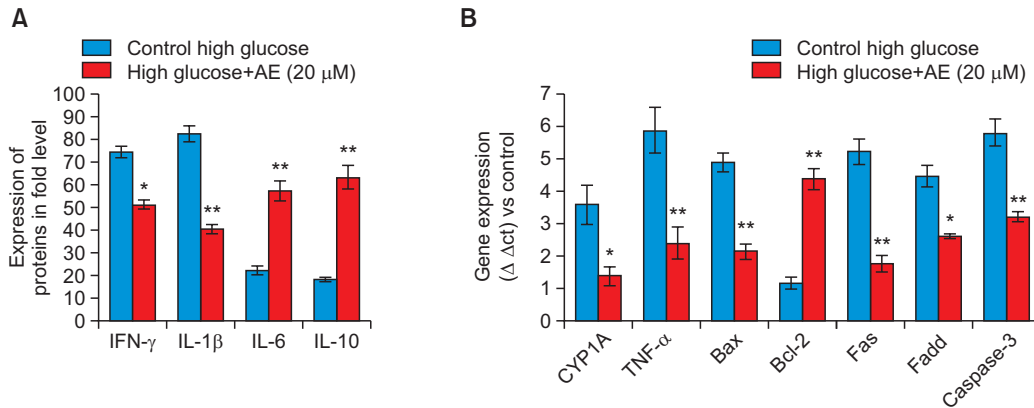 A
Control high glucose
High glucose+AE (20 μM)
Expression of
proteins in fold level
100
90
80
70
60
50
40
30
20
10
0
*
**
**
**
IFN-γ IL-1β IL-6 IL-10
B
Control high glucose
High glucose+AE (20 μM)
Gene expression
(Δ Δct) vs control
7
6
5
4
3
2
1
0
*
**
**
**
**
*
**
CYP1A TNF-α Bax Bcl-2 Fas Fadd Caspase-3